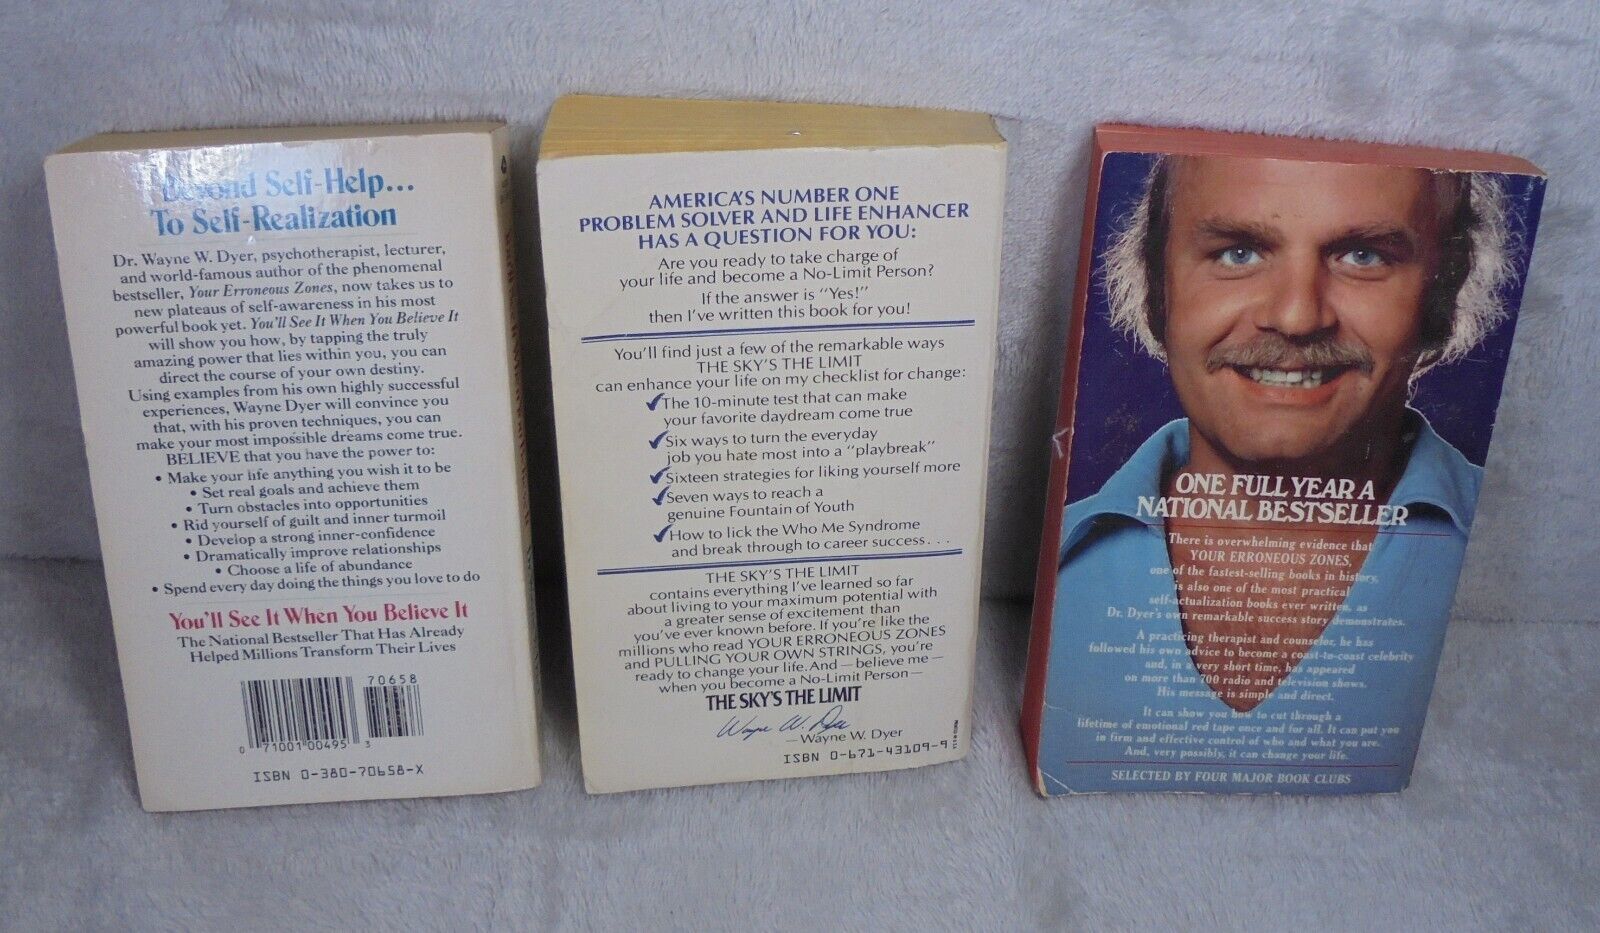 Beyond Self-Help...
To Self-Realization
Dr. Wayne W. Dyer, psychotherapist, lecturer,
and world-famous author of the phenomenal
bestseller, Your Erroneous Zones, now takes us to
new plateaus of self-awareness in his most
powerful book yet. You'll See It When You Believe It
will show you how, by tapping the truly
amazing power that lies within you, you can
direct the course of your own destiny.
Using examples from his own highly successful
experiences, Wayne Dyer will convince you
that, with his proven techniques, you can
make your most impossible dreams come true.
BELIEVE that you have the power to:
• Make your life anything you wish it to be
• Set real goals and achieve them
• Turn obstacles into opportunities
• Rid yourself of guilt and inner turmoil
• Develop a strong inner-confidence
• Dramatically improve relationships
• Choose a life of abundance
• Spend every day doing the things you love to do
You'll See It When You Believe It
The National Bestseller That Has Already
Helped Millions Transform Their Lives
70658
0 71001 00495 3
ISBN 0-380-70658-X
AMERICA'S NUMBER ONE
PROBLEM SOLVER AND LIFE ENHANCER
HAS A QUESTION FOR YOU:
Are you ready to take charge of
your life and become a No-Limit Person?
If the answer is "Yes!"
then I've written this book for you!
You'll find just a few of the remarkable ways
THE SKY'S THE LIMIT
can enhance your life on my checklist for change:
✓The 10-minute test that can make
your favorite daydream come true
✓Six ways to turn the everyday
job you hate most into a "playbreak"
✓Sixteen strategies for liking yourself more
✓Seven ways to reach a
genuine Fountain of Youth
✓How to lick the Who Me Syndrome
and break through to career success...
THE SKY'S THE LIMIT
contains everything I've learned so far
about living to your maximum potential with
a greater sense of excitement than
you've ever known before. If you're like the
millions who read YOUR ERRONEOUS ZONES
and PULLING YOUR OWN STRINGS, you're
ready to change your life. And—believe me—
when you become a No-Limit Person—
THE SKY'S THE LIMIT
Wayne W. Dyer
—Wayne W. Dyer
ISBN 0-671-43109-9
ONE FULL YEAR A
NATIONAL BESTSELLER
There is overwhelming evidence that
YOUR ERRONEOUS ZONES,
one of the fastest-selling books in history,
is also one of the most practical
self-actualization books ever written, as
Dr. Dyer's own remarkable success story demonstrates.
A practicing therapist and counselor, he has
followed his own advice to become a coast-to-coast celebrity
and, in a very short time, has appeared
on more than 700 radio and television shows.
His message is simple and direct.
It can show you how to cut through a
lifetime of emotional red tape once and for all. It can put you
in firm and effective control of who and what you are.
And, very possibly, it can change your life.
SELECTED BY FOUR MAJOR BOOK CLUBS